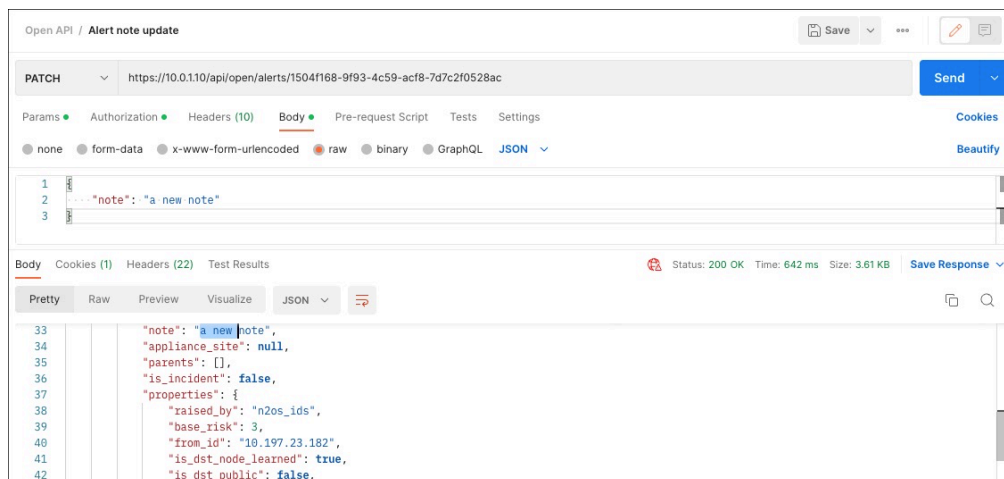 Open API / Alert note update
Save
PATCH https://10.0.1.10/api/open/alerts/1504f168-9f93-4c59-acf8-7d7c2f0528ac Send
Params Authorization Headers (10) Body Pre-request Script Tests Settings Cookies
none form-data x-www-form-urlencoded raw binary GraphQL JSON Beautify
1 {
2 "note": "a new note"
3 }
Body Cookies (1) Headers (22) Test Results Status: 200 OK Time: 642 ms Size: 3.61 KB Save Response
Pretty Raw Preview Visualize JSON
33 "note": "a new note",
34 "appliance_site": null,
35 "parents": [],
36 "is_incident": false,
37 "properties": {
38 "raised_by": "n2os_ids",
39 "base_risk": 3,
40 "from_id": "10.197.23.182",
41 "is_dst_node_learned": true,
42 "is_dst_public": false,